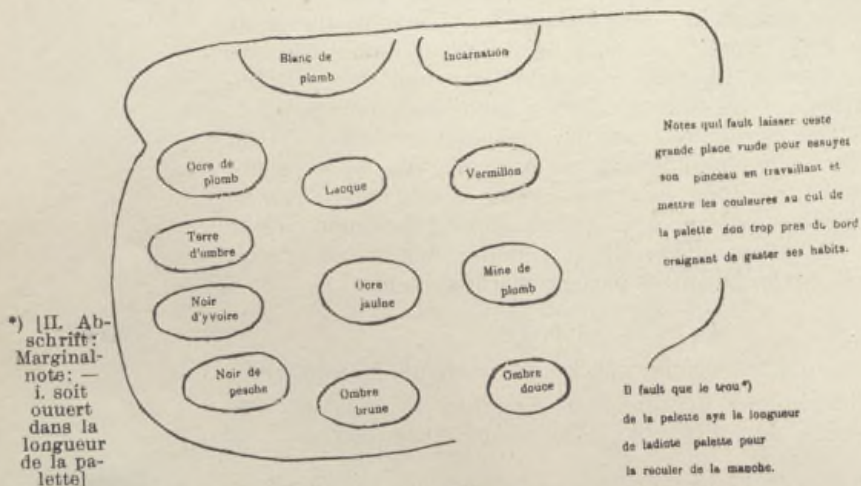 Blanc de
plomb
Incarnation
Ocre de
plomb
Lacque
Vermillon
Terre
d'ombre
Noir
d'yvoire
Ocre
jaulne
Mine de
plomb
Noir de
pesche
Ombre
brune
Ombre
douce
Notes quil fault laisser ceste
grande place vuide pour essuyer
son pinceau en travaillant et
mettre les couleures au cul de
la palette non trop pres du bord
craignant de gaster ses habits.
Il fault que le trou*)
de la palette aye la longueur
de ladicte palette pour
la reculer de la manche.
*) [II. Ab-
schrift:
Marginal-
note: —
i. soit
ouuert
dans la
longueur
de la pa-
lette]